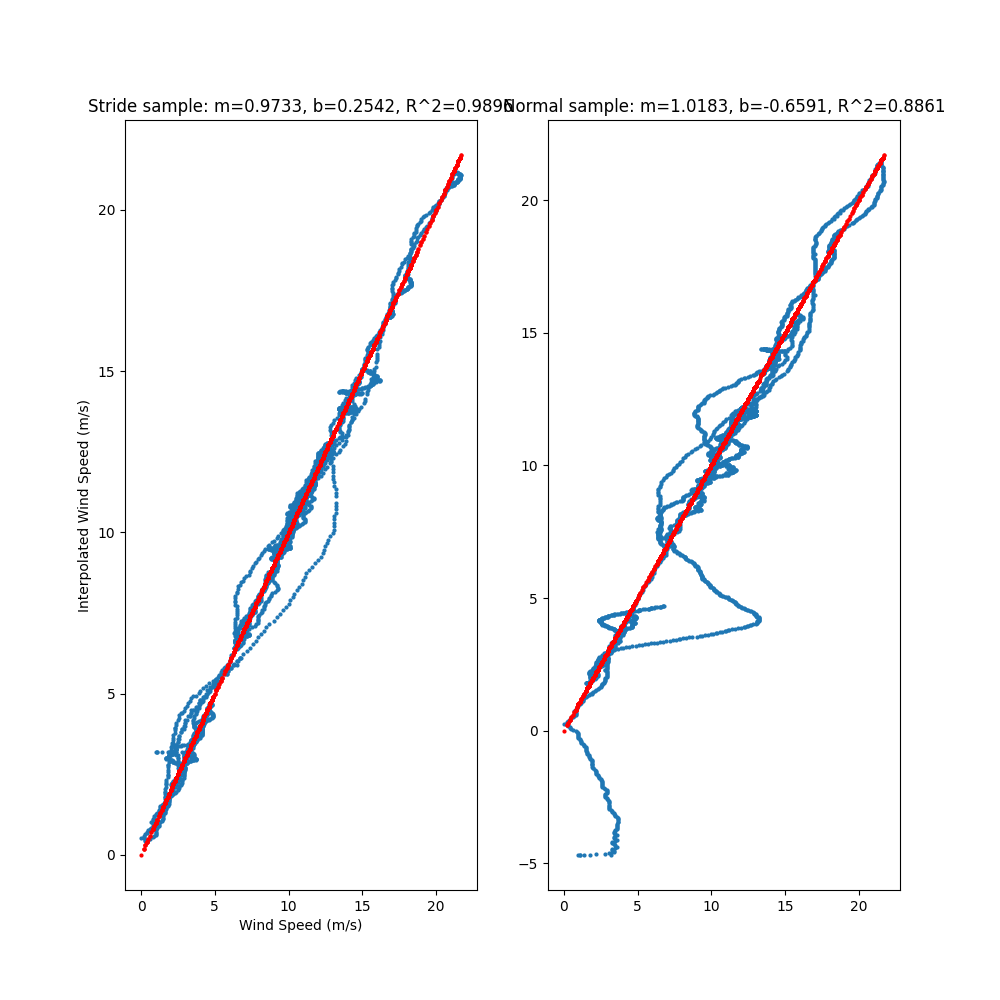 Stride sample: m=0.9733, b=0.2542, R^2=0.9896
Normal sample: m=1.0183, b=-0.6591, R^2=0.8861
Interpolated Wind Speed (m/s)
20
15
10
5
0
0 5 10 15 20
Wind Speed (m/s)
20
15
10
5
0
−5
0 5 10 15 20